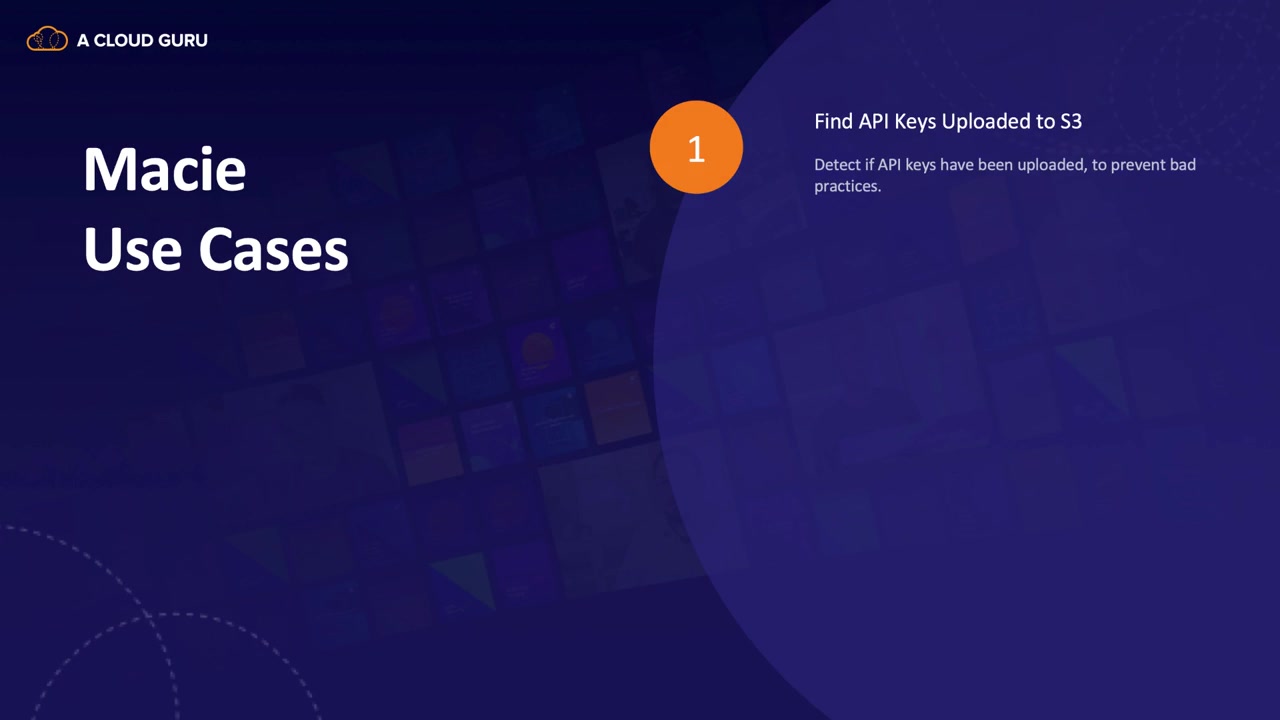 A CLOUD GURU
Macie
Use Cases
1
Find API Keys Uploaded to S3
Detect if API keys have been uploaded, to prevent bad
practices.